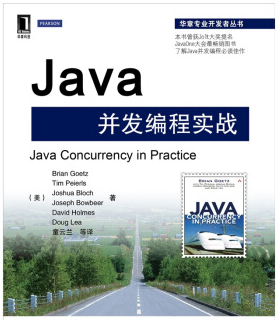 华章专业开发者丛书
华章科技
PEARSON
本书曾获Jolt大奖提名
JavaOne大会最畅销图书
了解Java并发编程必读佳作
Java
并发编程实战
Java Concurrency in Practice
(美)
Brian Goetz
Tim Peierls
Joshua Bloch
Joseph Bowbeer
David Holmes
Doug Lea
著
童云兰 等译
BRIAN GOETZ
JAVA
CONCURRENCY
IN PRACTICE